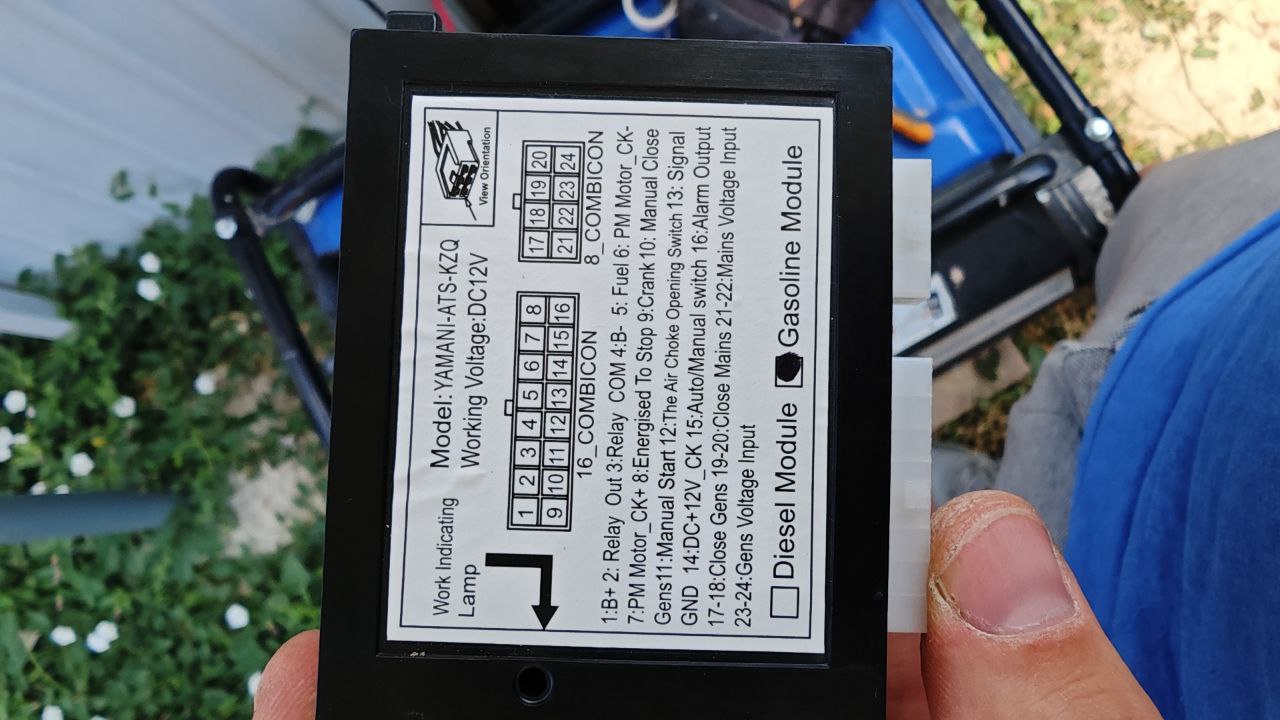 Work Indicating
Lamp
Model:YAMANI-ATS-KZQ
Working Voltage:DC12V
View Orientation
1 2 3 4 5 6 7 8
9 10 11 12 13 14 15 16
16_COMBICON
17 18 19 20
21 22 23 24
8_COMBICON
1:B+ 2: Relay Out 3:Relay COM 4:B- 5: Fuel 6: PM Motor_CK-
7:PM Motor_CK+ 8:Energised To Stop 9:Crank10: Manual Close
Gens11:Manual Start 12:The Air Choke Opening Switch 13: Signal
GND 14:DC+12V_CK 15:Auto/Manual switch 16:Alarm Output
17-18:Close Gens 19-20:Close Mains 21-22:Mains Voltage Input
23-24:Gens Voltage Input
Diesel Module Gasoline Module